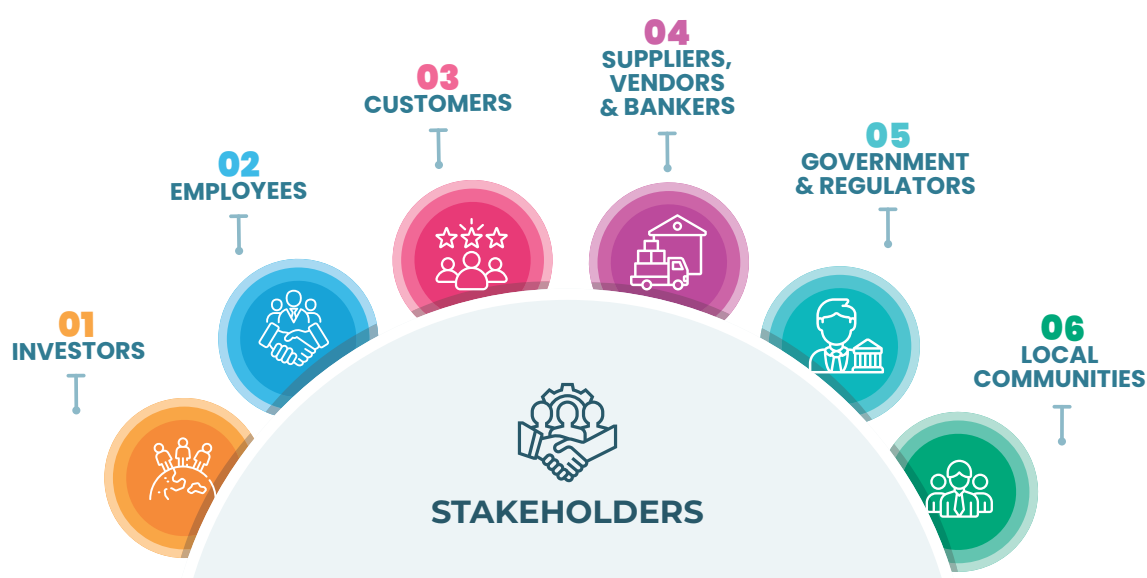 01
INVESTORS
02
EMPLOYEES
03
CUSTOMERS
04
SUPPLIERS,
VENDORS
& BANKERS
05
GOVERNMENT
& REGULATORS
06
LOCAL
COMMUNITIES
STAKEHOLDERS